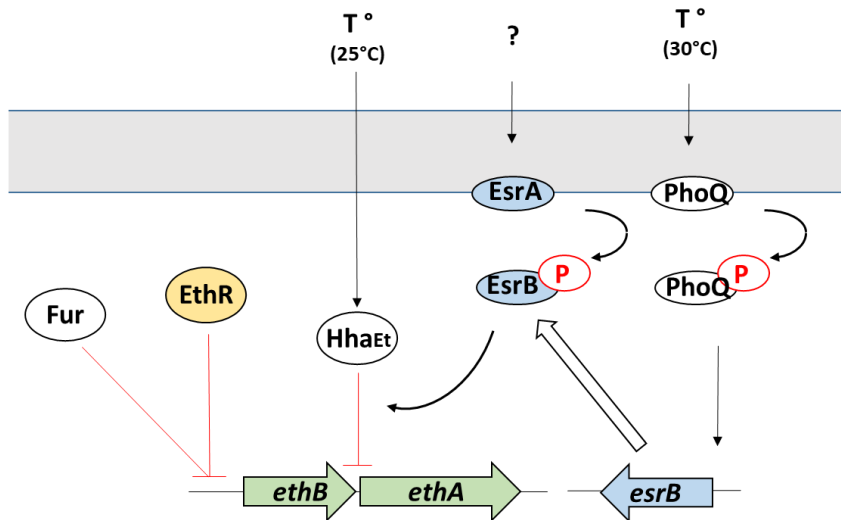 T °
(25°C)
?
T °
(30°C)
EsrA
PhoQ
EsrB
P
PhoQ
P
EthR
Fur
HhaEt
ethB
ethA
esrB